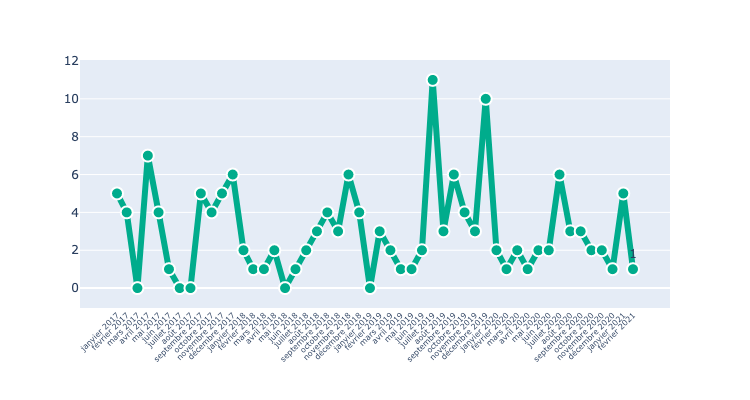 12
10
8
6
4
2
0
1
janvier 2017
février 2017
mars 2017
avril 2017
mai 2017
juin 2017
juillet 2017
août 2017
septembre 2017
octobre 2017
novembre 2017
décembre 2017
janvier 2018
février 2018
mars 2018
avril 2018
mai 2018
juin 2018
juillet 2018
août 2018
septembre 2018
octobre 2018
novembre 2018
décembre 2018
janvier 2019
février 2019
mars 2019
avril 2019
mai 2019
juin 2019
juillet 2019
août 2019
septembre 2019
octobre 2019
novembre 2019
décembre 2019
janvier 2020
février 2020
mars 2020
avril 2020
mai 2020
juin 2020
juillet 2020
août 2020
septembre 2020
octobre 2020
novembre 2020
décembre 2020
janvier 2021
février 2021